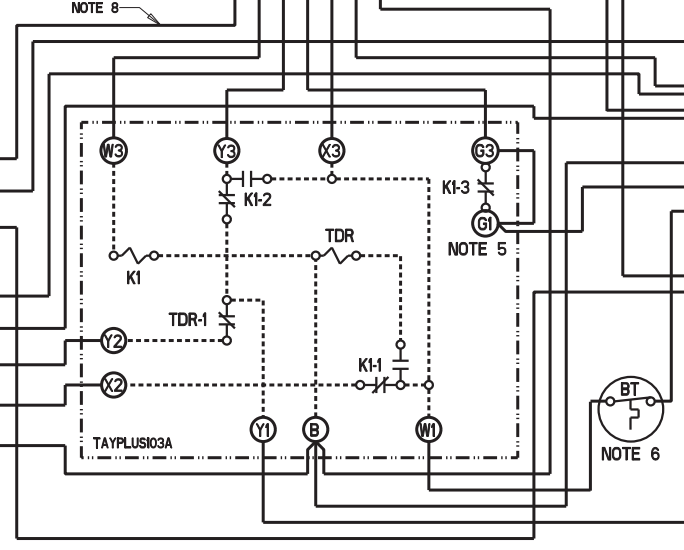 NOTE 8
W3
Y3
X3
G3
K1-2
K1-3
G1
TDR
NOTE 5
K1
TDR-1
Y2
K1-1
X2
BT
Y1
B
W1
TAYPLUS103A
NOTE 6